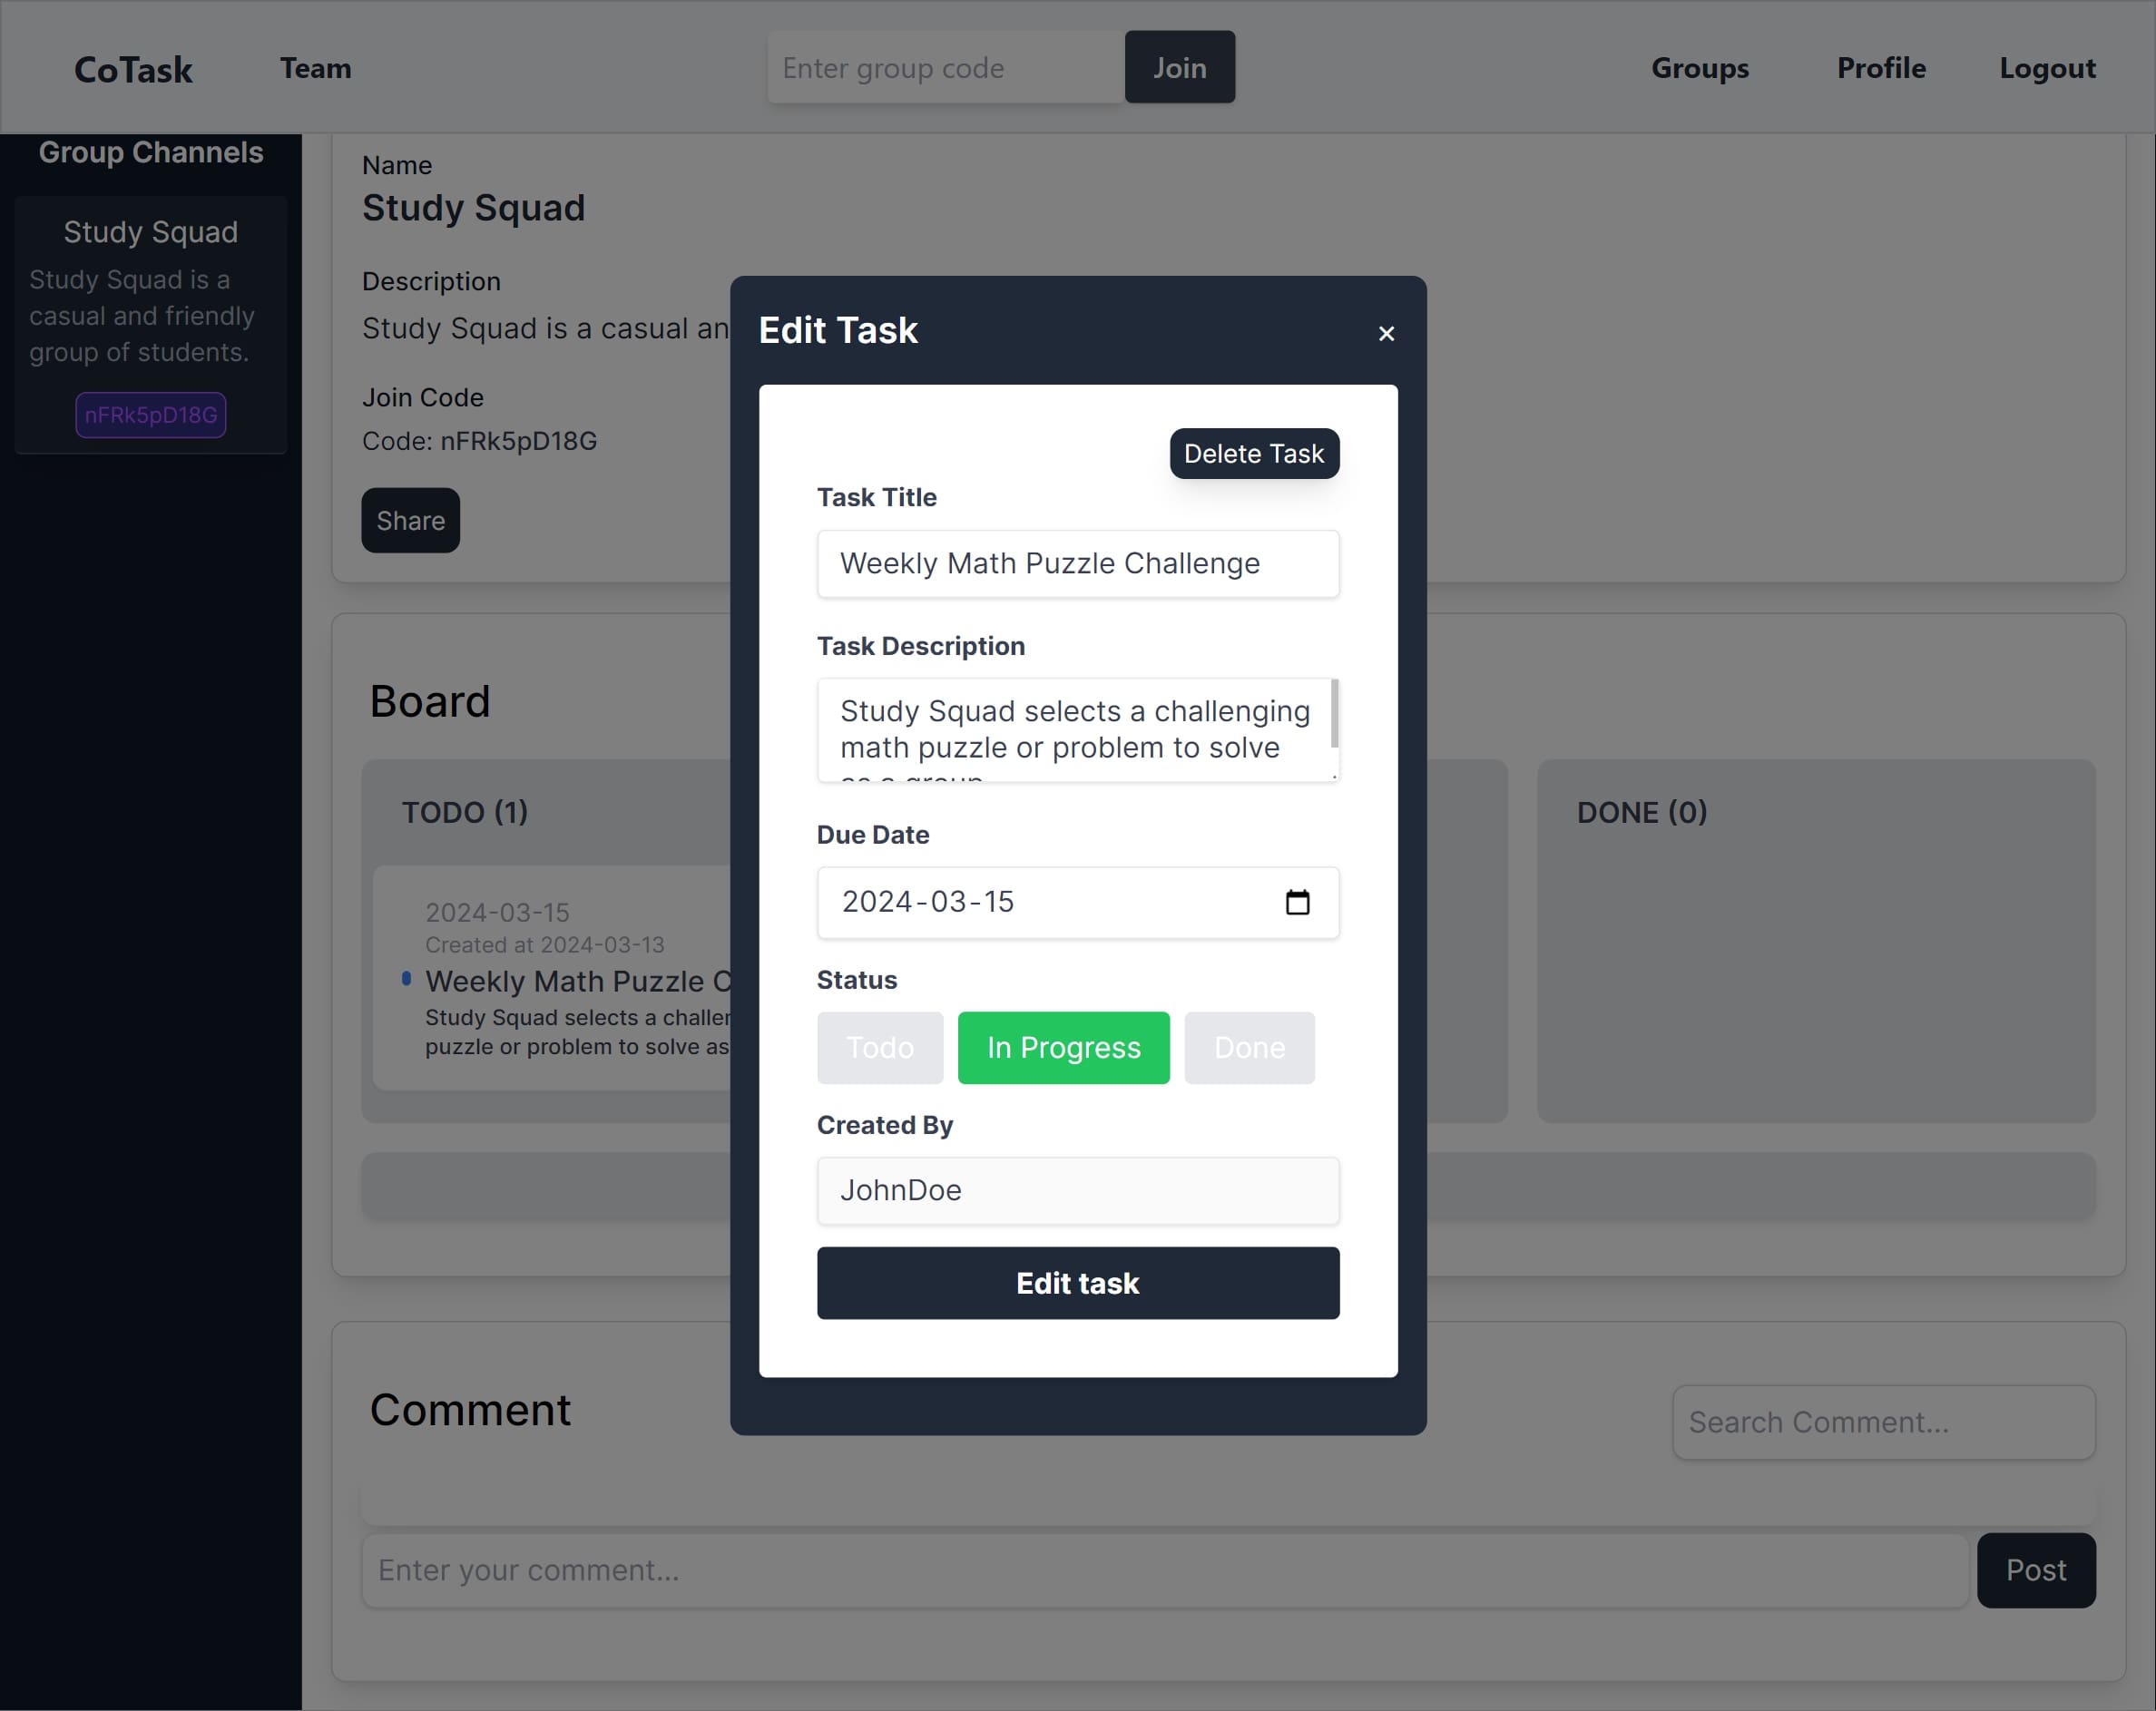 CoTask
Team
Enter group code
Join
Groups
Profile
Logout
Group Channels
Study Squad
Study Squad is a
casual and friendly
group of students.
nFRk5pD18G
Name
Study Squad
Description
Study Squad is a casual an
Join Code
Code: nFRk5pD18G
Share
Board
TODO (1)
2024-03-15
Created at 2024-03-13
Weekly Math Puzzle C
Study Squad selects a challen
puzzle or problem to solve as
DONE (0)
Edit Task
×
Delete Task
Task Title
Weekly Math Puzzle Challenge
Task Description
Study Squad selects a challenging
math puzzle or problem to solve
as a group
Due Date
2024-03-15
Status
Todo
In Progress
Done
Created By
JohnDoe
Edit task
Comment
Search Comment...
Enter your comment...
Post